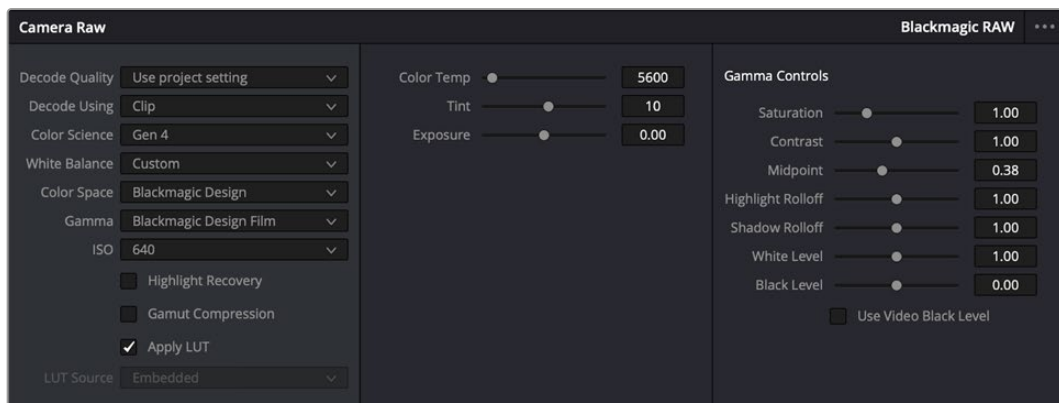 Camera Raw
Blackmagic RAW
Decode Quality Use project setting
Decode Using Clip
Color Science Gen 4
White Balance Custom
Color Space Blackmagic Design
Gamma Blackmagic Design Film
ISO 640
Highlight Recovery
Gamut Compression
Apply LUT
LUT Source Embedded
Color Temp 5600
Tint 10
Exposure 0.00
Gamma Controls
Saturation 1.00
Contrast 1.00
Midpoint 0.38
Highlight Rolloff 1.00
Shadow Rolloff 1.00
White Level 1.00
Black Level 0.00
Use Video Black Level